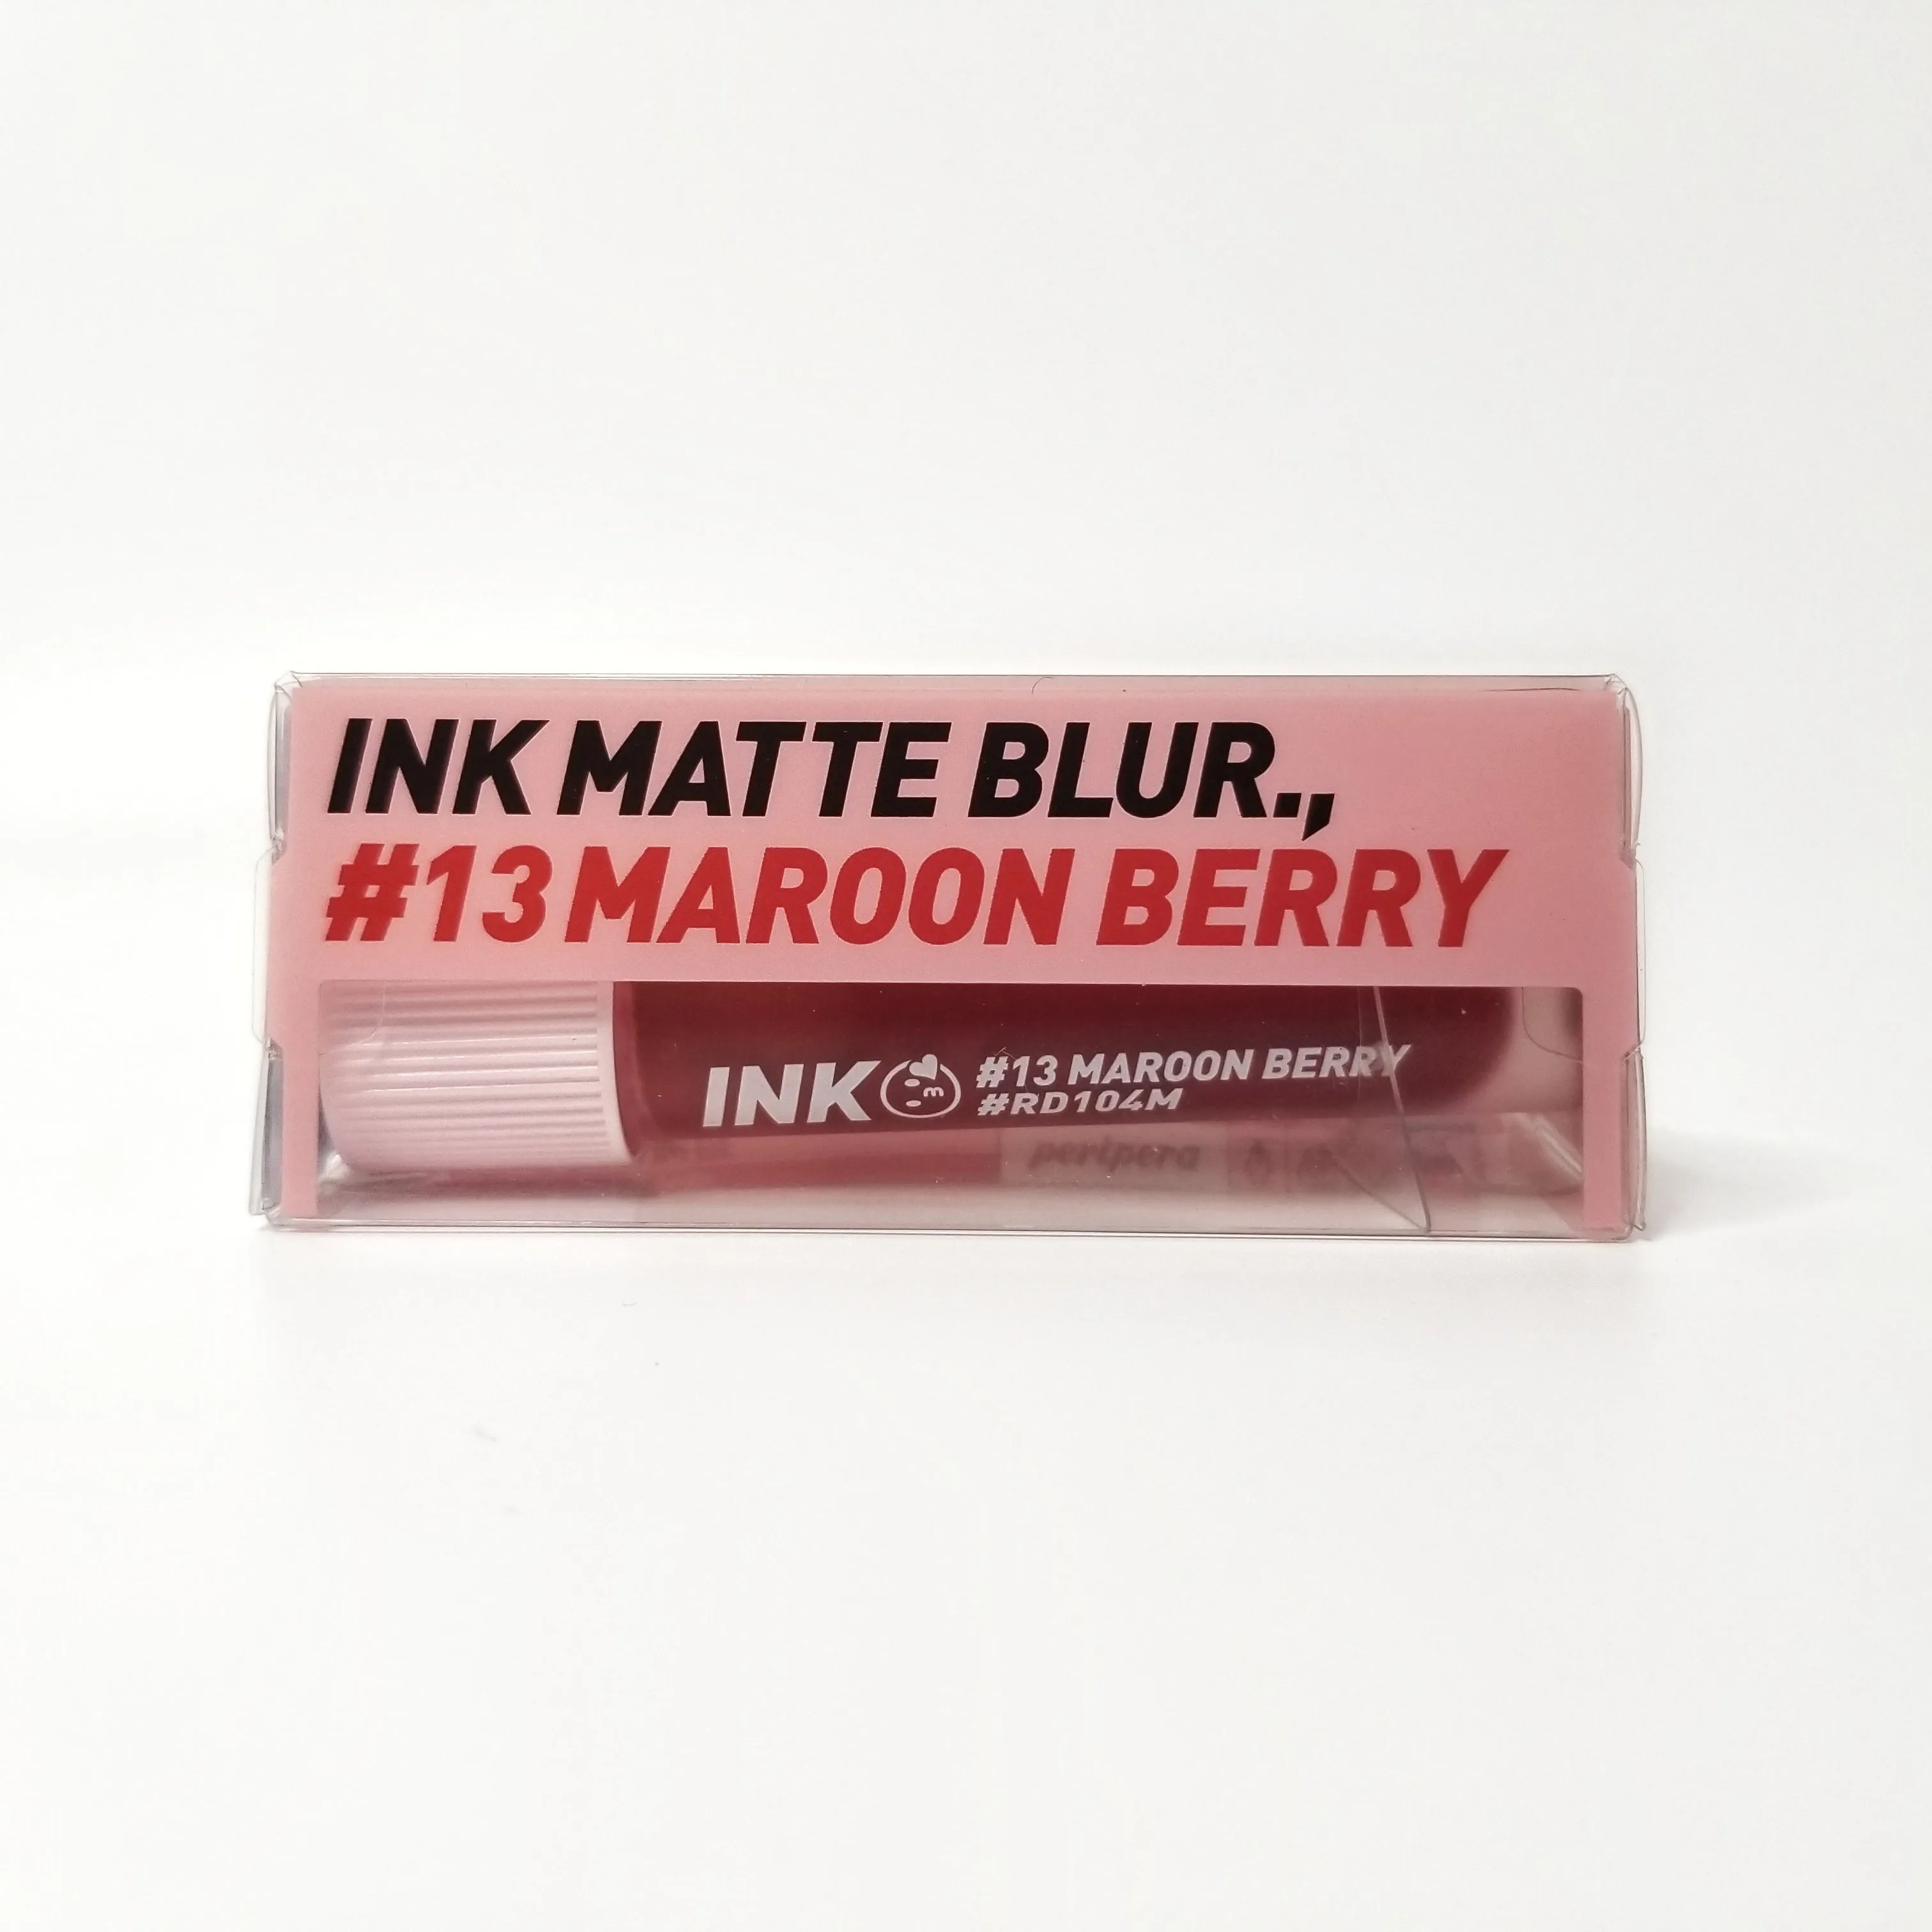 INK MATTE BLUR.,
#13 MAROON BERRY
INK m #13 MAROON BERRY
#RD104M
peripera